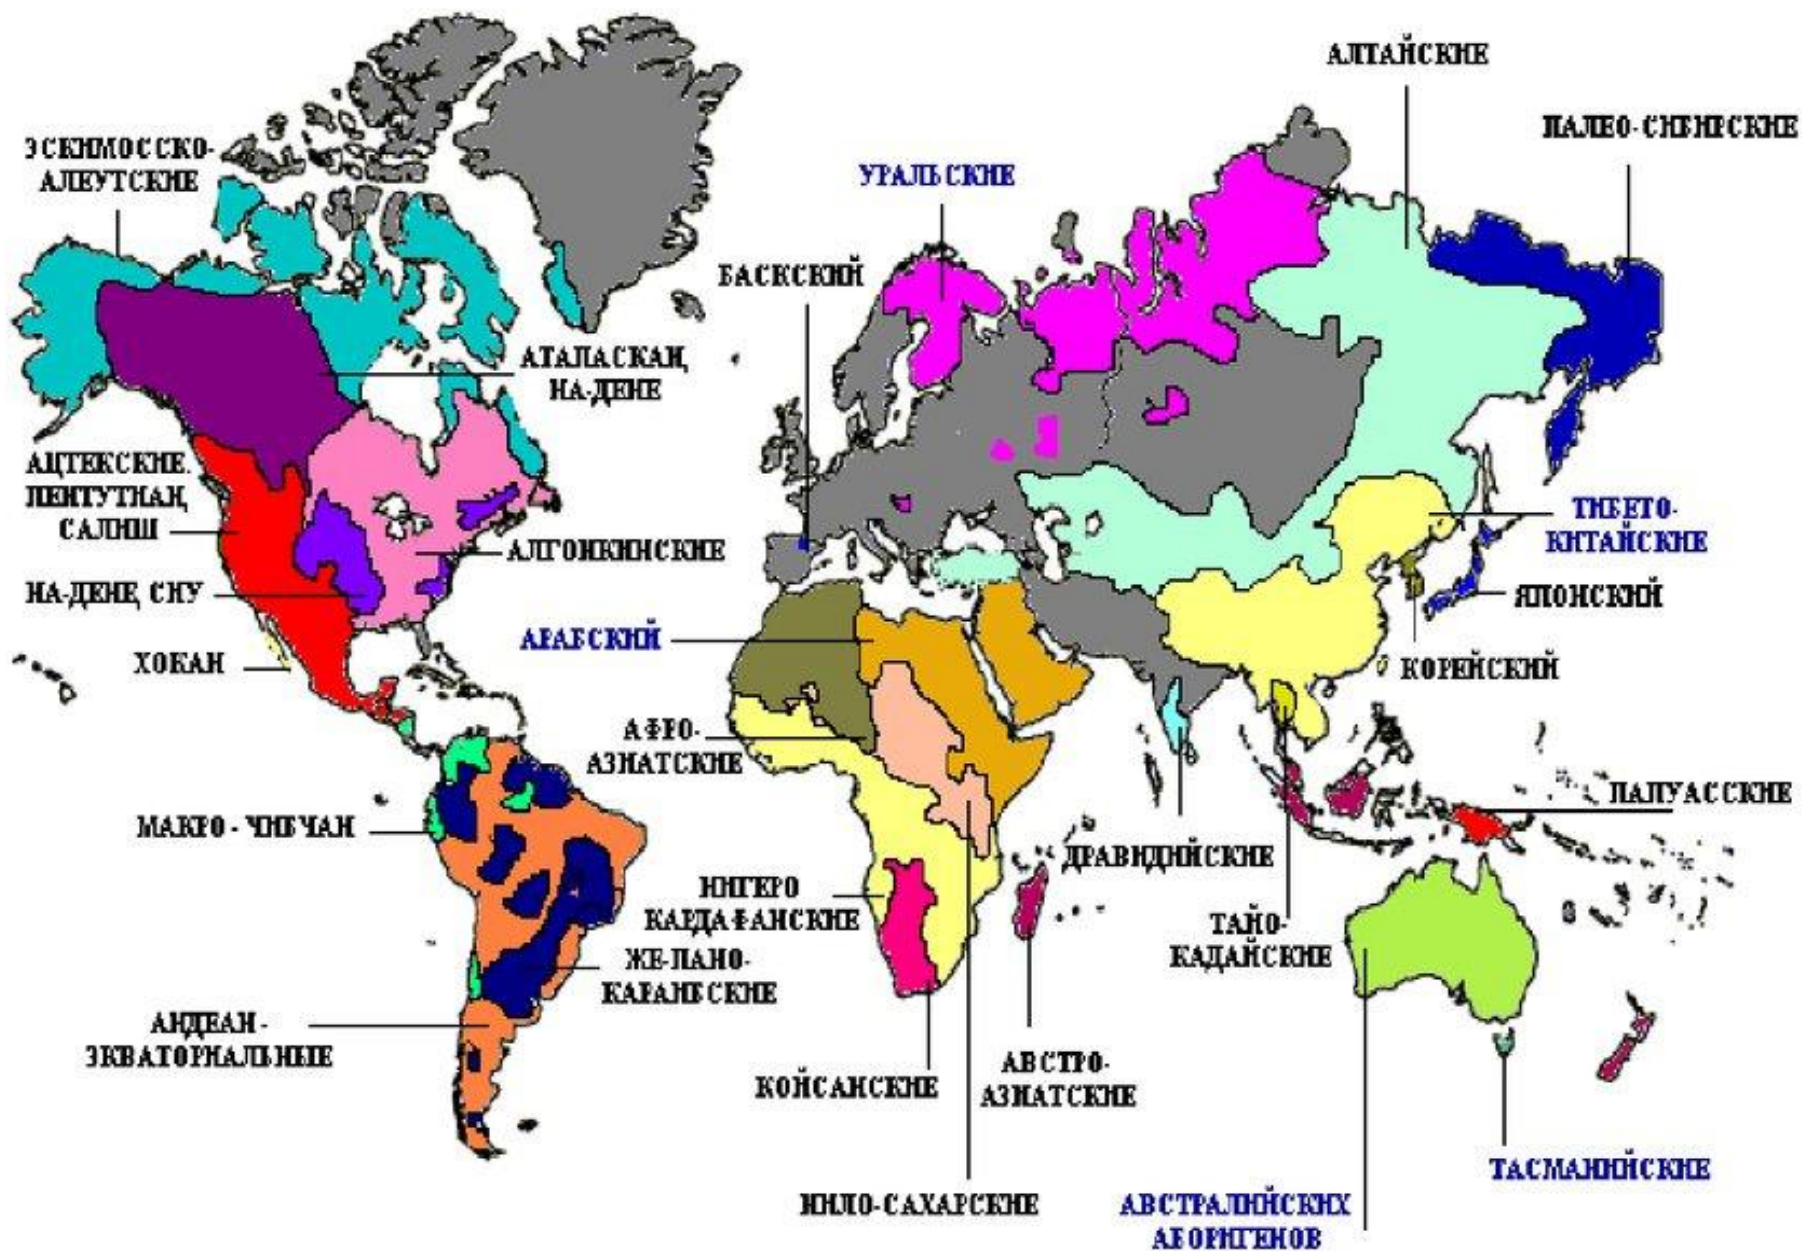 АЛТАЙСКИЕ
ПАЛЕО-СИБИРСКИЕ
ЭСКИМОССКО-
АЛЕУТСКИЕ
УРАЛЬСКИЕ
БАСКСКИЙ
АТАПАСКАН,
НА-ДЕНЕ
АЦТЕКСКИЕ.
ПЕНТУТИАН,
САЛИШ
АЛГОНКИНСКИЕ
НА-ДЕНЕ, СИУ
ХОКАН
ТИБЕТО-
КИТАЙСКИЕ
ЯПОНСКИЙ
КОРЕЙСКИЙ
АРАБСКИЙ
АФРО-
АЗИАТСКИЕ
МАКРО - ЧИБЧАН
ПАПУАССКИЕ
ДРАВИДИЙСКИЕ
НИГЕРО
КАРДАФАНСКИЕ
ТАЙО-
КАДАЙСКИЕ
ЖЕ-ПАНО-
КАРАИБСКИЕ
АНДЕАН -
ЭКВАТОРИАЛЬНЫЕ
КОЙСАНСКИЕ
АВСТРО-
АЗИАТСКИЕ
ТАСМАНИЙСКИЕ
НИЛО-САХАРСКИЕ
АВСТРАЛИЙСКИХ
АБОРИГЕНОВ